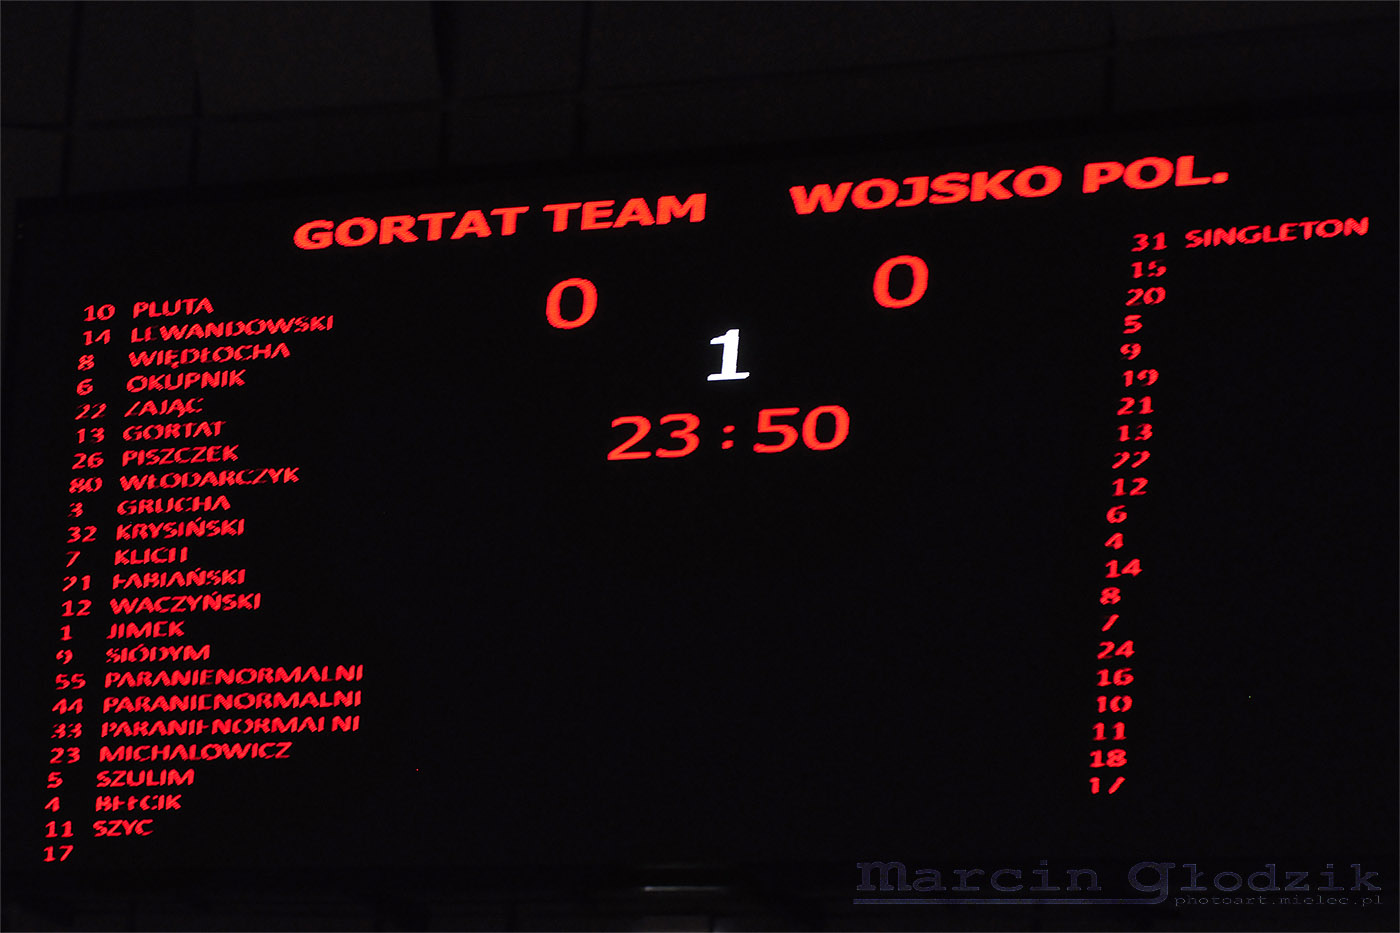 GORTAT TEAM WOJSKO POL.
0 0
1
23:50
10 PLUTA
14 LEWANDOWSKI
8 WIĘDŁOCHA
6 OKUPNIK
22 ZAJĄC
13 GORTAT
26 PISZCZEK
80 WŁODARCZYK
3 GRUCHA
32 KRYSIŃSKI
7 KLICH
21 FABIAŃSKI
12 WACZYŃSKI
1 JIMEK
9 SIÓDYM
55 PARANIENORMALNI
44 PARANIENORMALNI
33 PARANIENORMALNI
23 MICHALOWICZ
5 SZULIM
4 BEŁCIK
11 SZYC
17
31 SINGLETON
15
20
5
9
19
21
13
22
12
6
4
14
8
7
24
16
10
11
18
17
marcin Głodzik
photoart.mielec.pl